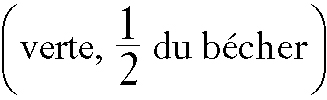 (verte, 1/2 du bécher)